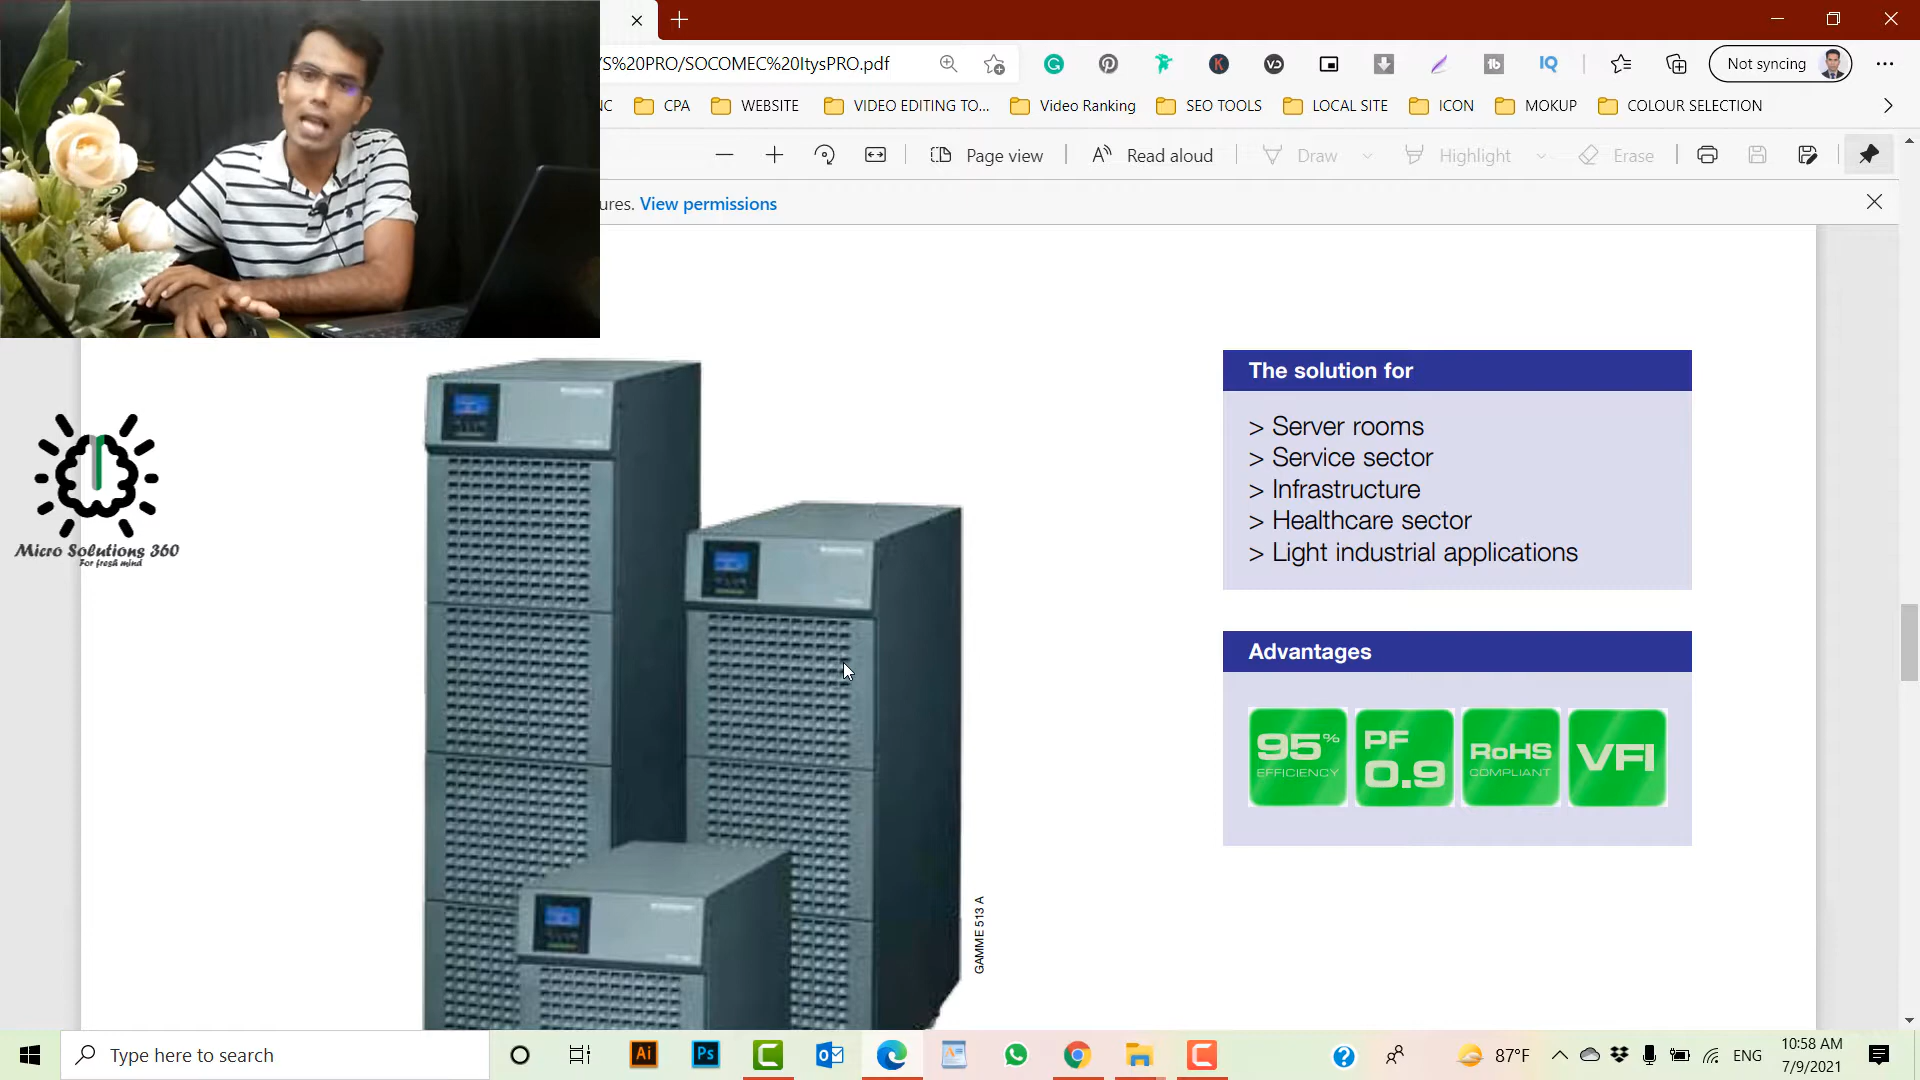 /S%20PRO/SOCOMEC%20ItysPRO.pdf
Not syncing
NC
CPA
WEBSITE
VIDEO EDITING TO...
Video Ranking
SEO TOOLS
LOCAL SITE
ICON
MOKUP
COLOUR SELECTION
Page view
Read aloud
Draw
Highlight
Erase
ures. View permissions
Micro Solutions 360
For fresh mind
The solution for
> Server rooms
> Service sector
> Infrastructure
> Healthcare sector
> Light industrial applications
Advantages
95%
EFFICIENCY
PF
0.9
RoHS
COMPLIANT
VFI
GAMME 513 A
Type here to search
87°F
ENG
10:58 AM
7/9/2021